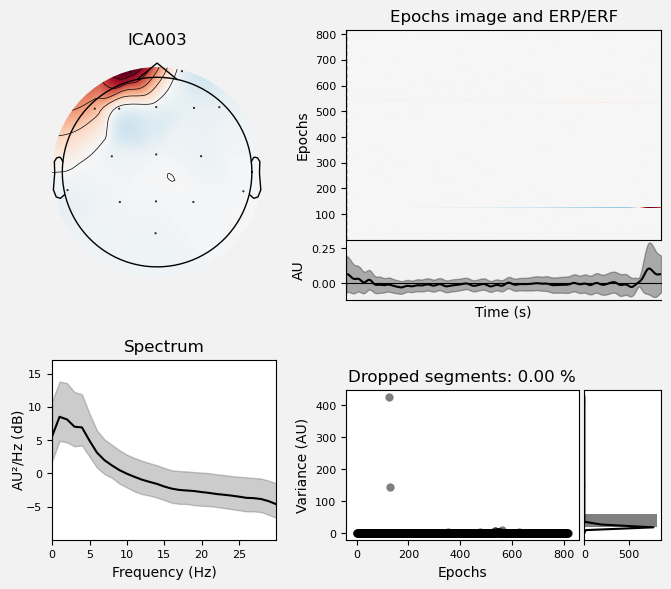 ICA003
Epochs image and ERP/ERF
800
700
600
500
400
300
200
100
Epochs
0.25
0.00
AU
Time (s)
Spectrum
15
10
5
0
−5
AU²/Hz (dB)
0 5 10 15 20 25
Frequency (Hz)
Dropped segments: 0.00 %
400
300
200
100
0
Variance (AU)
0 200 400 600 800
Epochs
0 500